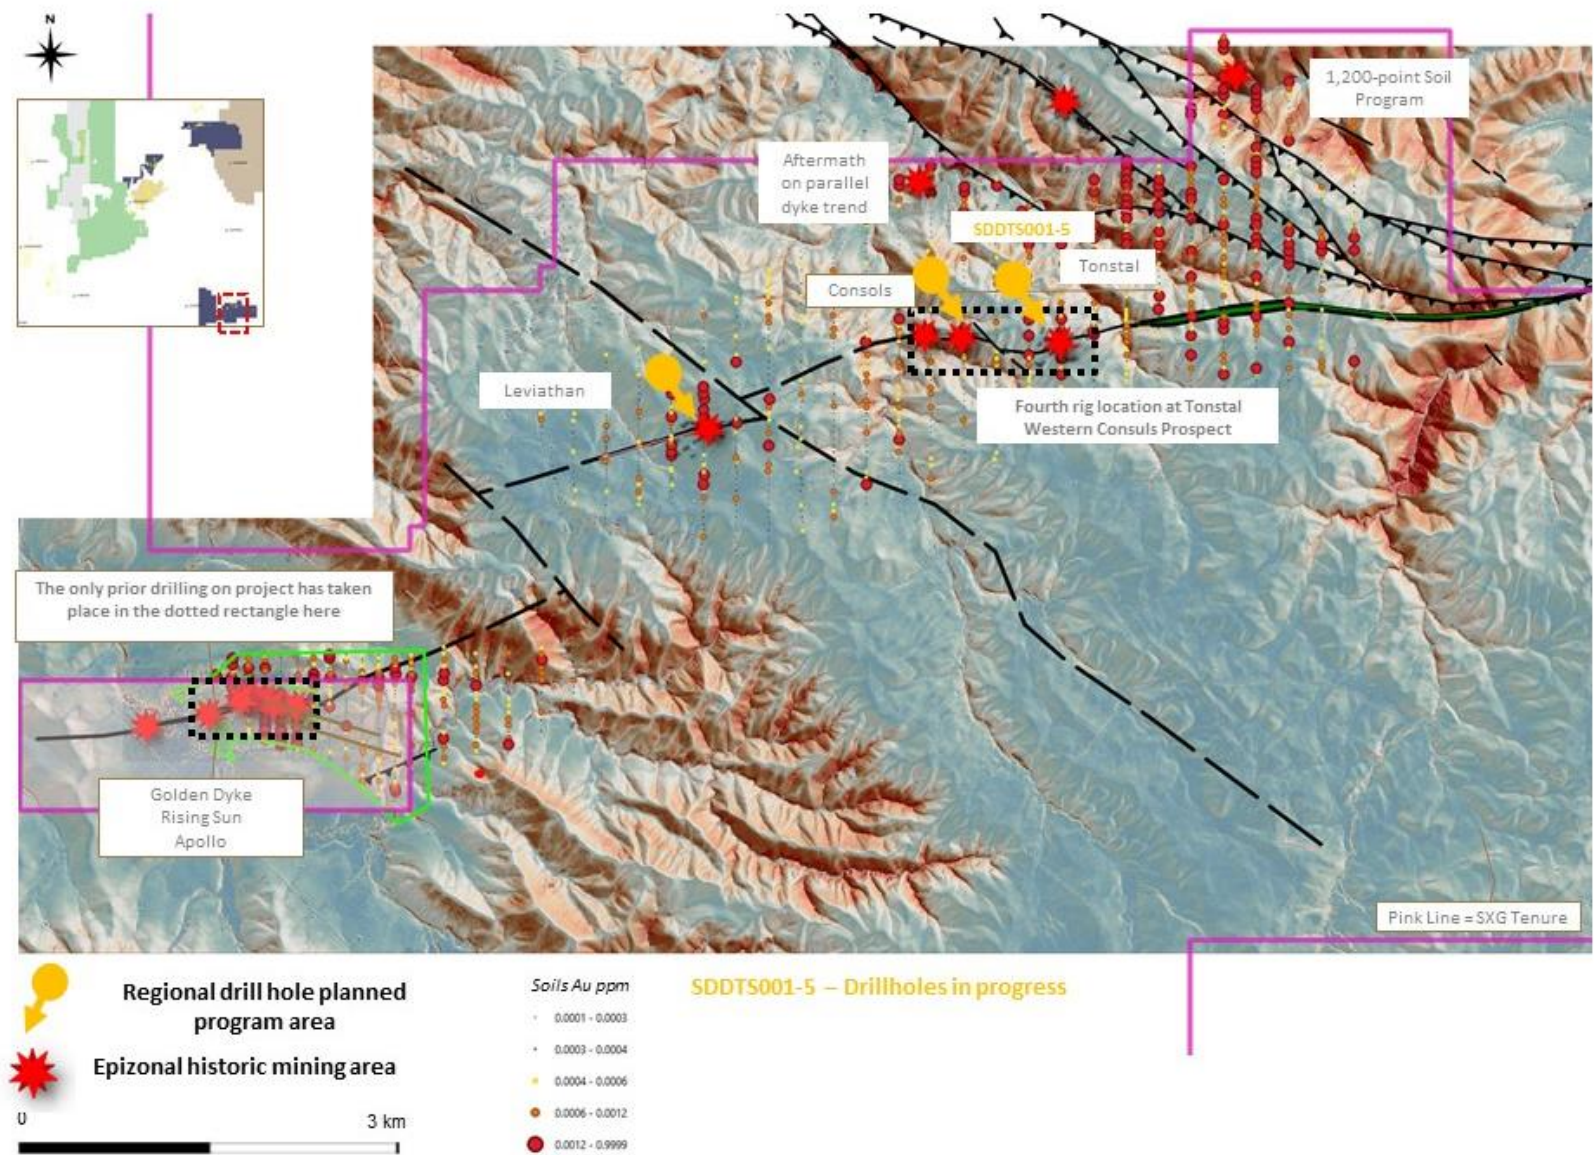 N
1,200-point Soil
Program
Aftermath
on parallel
dyke trend
SDDTS001-5
Tonstal
Consols
Leviathan
Fourth rig location at Tonstal
Western Consuls Prospect
The only prior drilling on project has taken
place in the dotted rectangle here
Golden Dyke
Rising Sun
Apollo
Pink Line = SXG Tenure
Regional drill hole planned
program area
Epizonal historic mining area
0 3 km
Soils Au ppm
0.0001 - 0.0003
0.0003 - 0.0004
0.0004 - 0.0006
0.0006 - 0.0012
0.0012 - 0.9999
SDDTS001-5 – Drillholes in progress